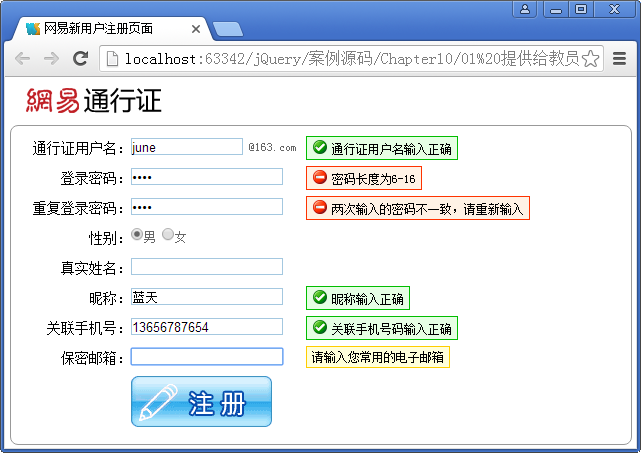 网易新用户注册页面
localhost:63342/jQuery/案例源码/Chapter10/01%20提供给教员
網易通行证
通行证用户名： june @163.com 通行证用户名输入正确
登录密码： •••• 密码长度为6-16
重复登录密码： •••• 两次输入的密码不一致，请重新输入
性别： 男 女
真实姓名：
昵称： 蓝天 昵称输入正确
关联手机号： 13656787654 关联手机号码输入正确
保密邮箱： 请输入您常用的电子邮箱
注 册